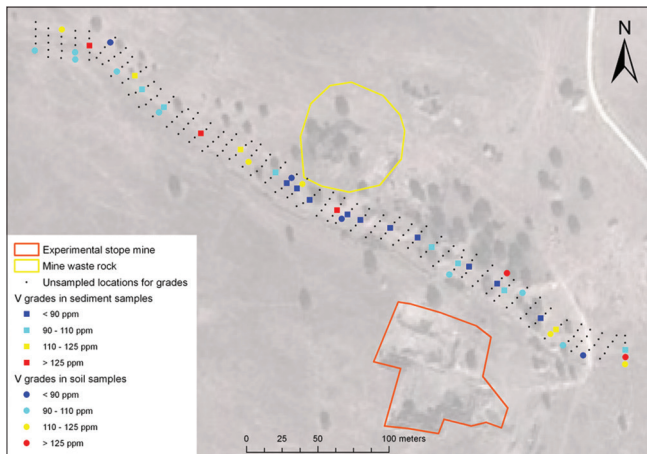 N
Experimental stope mine
Mine waste rock
Unsampled locations for grades
V grades in sediment samples
< 90 ppm
90 - 110 ppm
110 - 125 ppm
> 125 ppm
V grades in soil samples
< 90 ppm
90 - 110 ppm
110 - 125 ppm
> 125 ppm
0 25 50 100 meters